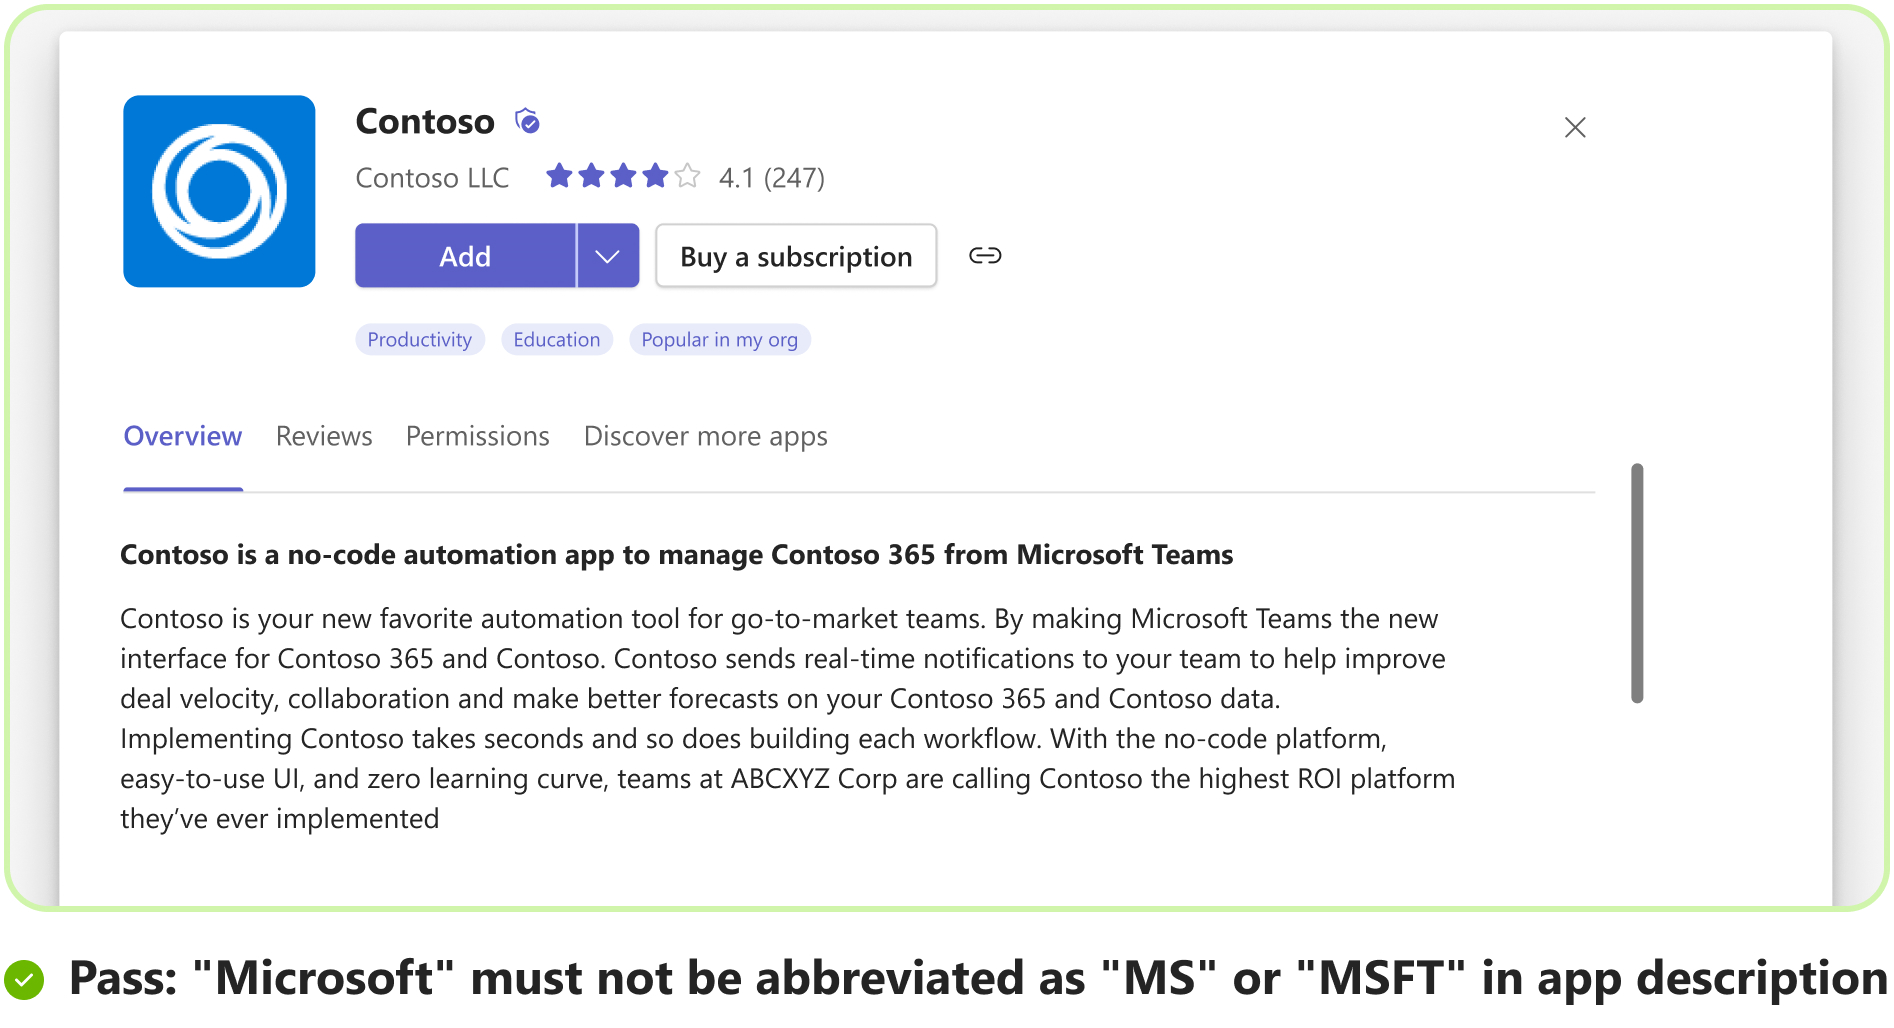 Contoso
Contoso LLC 4.1 (247)
Add Buy a subscription
Productivity Education Popular in my org
Overview Reviews Permissions Discover more apps
Contoso is a no-code automation app to manage Contoso 365 from Microsoft Teams
Contoso is your new favorite automation tool for go-to-market teams. By making Microsoft Teams the new
interface for Contoso 365 and Contoso. Contoso sends real-time notifications to your team to help improve
deal velocity, collaboration and make better forecasts on your Contoso 365 and Contoso data.
Implementing Contoso takes seconds and so does building each workflow. With the no-code platform,
easy-to-use UI, and zero learning curve, teams at ABCXYZ Corp are calling Contoso the highest ROI platform
they’ve ever implemented
Pass: "Microsoft" must not be abbreviated as "MS" or "MSFT" in app description